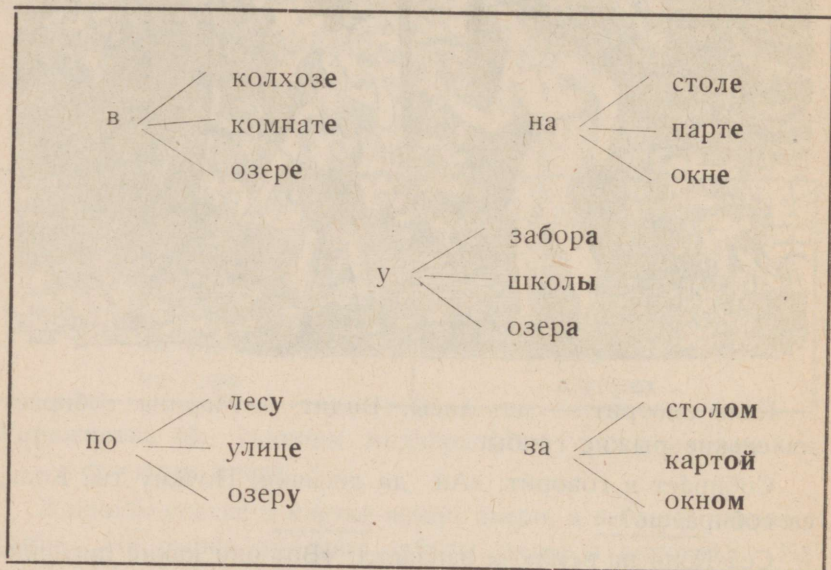 в
колхозе
комнате
озере
на
столе
парте
окне
у
забора
школы
озера
по
лесу
улице
озеру
за
столом
картой
окном